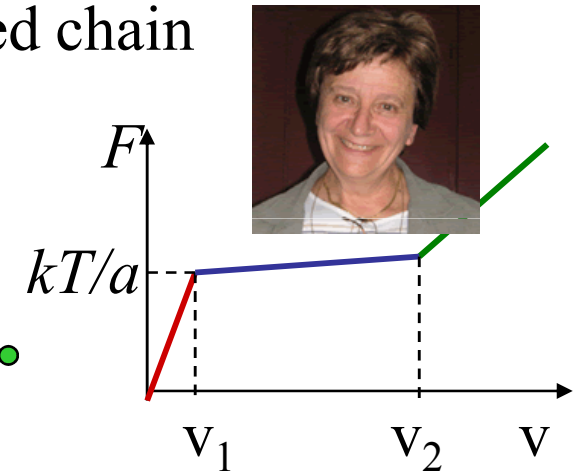 ed chain
F
kT/a
v₁ v₂ v